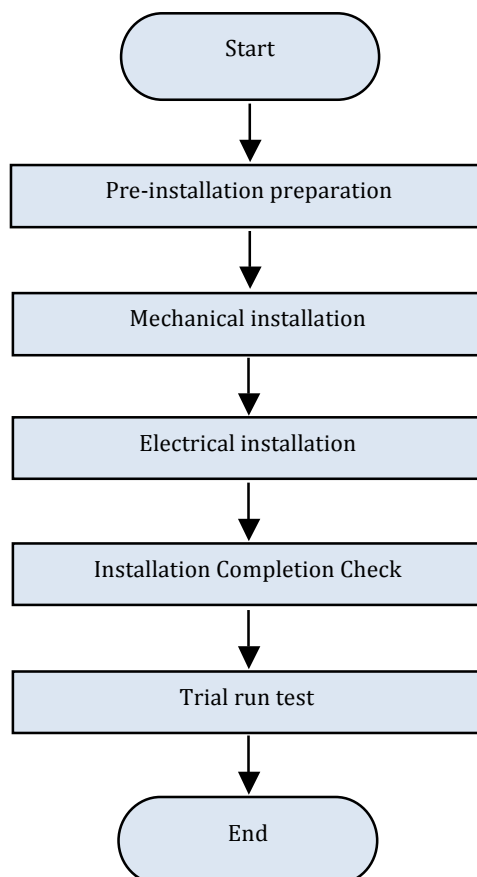 Start
Pre-installation preparation
Mechanical installation
Electrical installation
Installation Completion Check
Trial run test
End